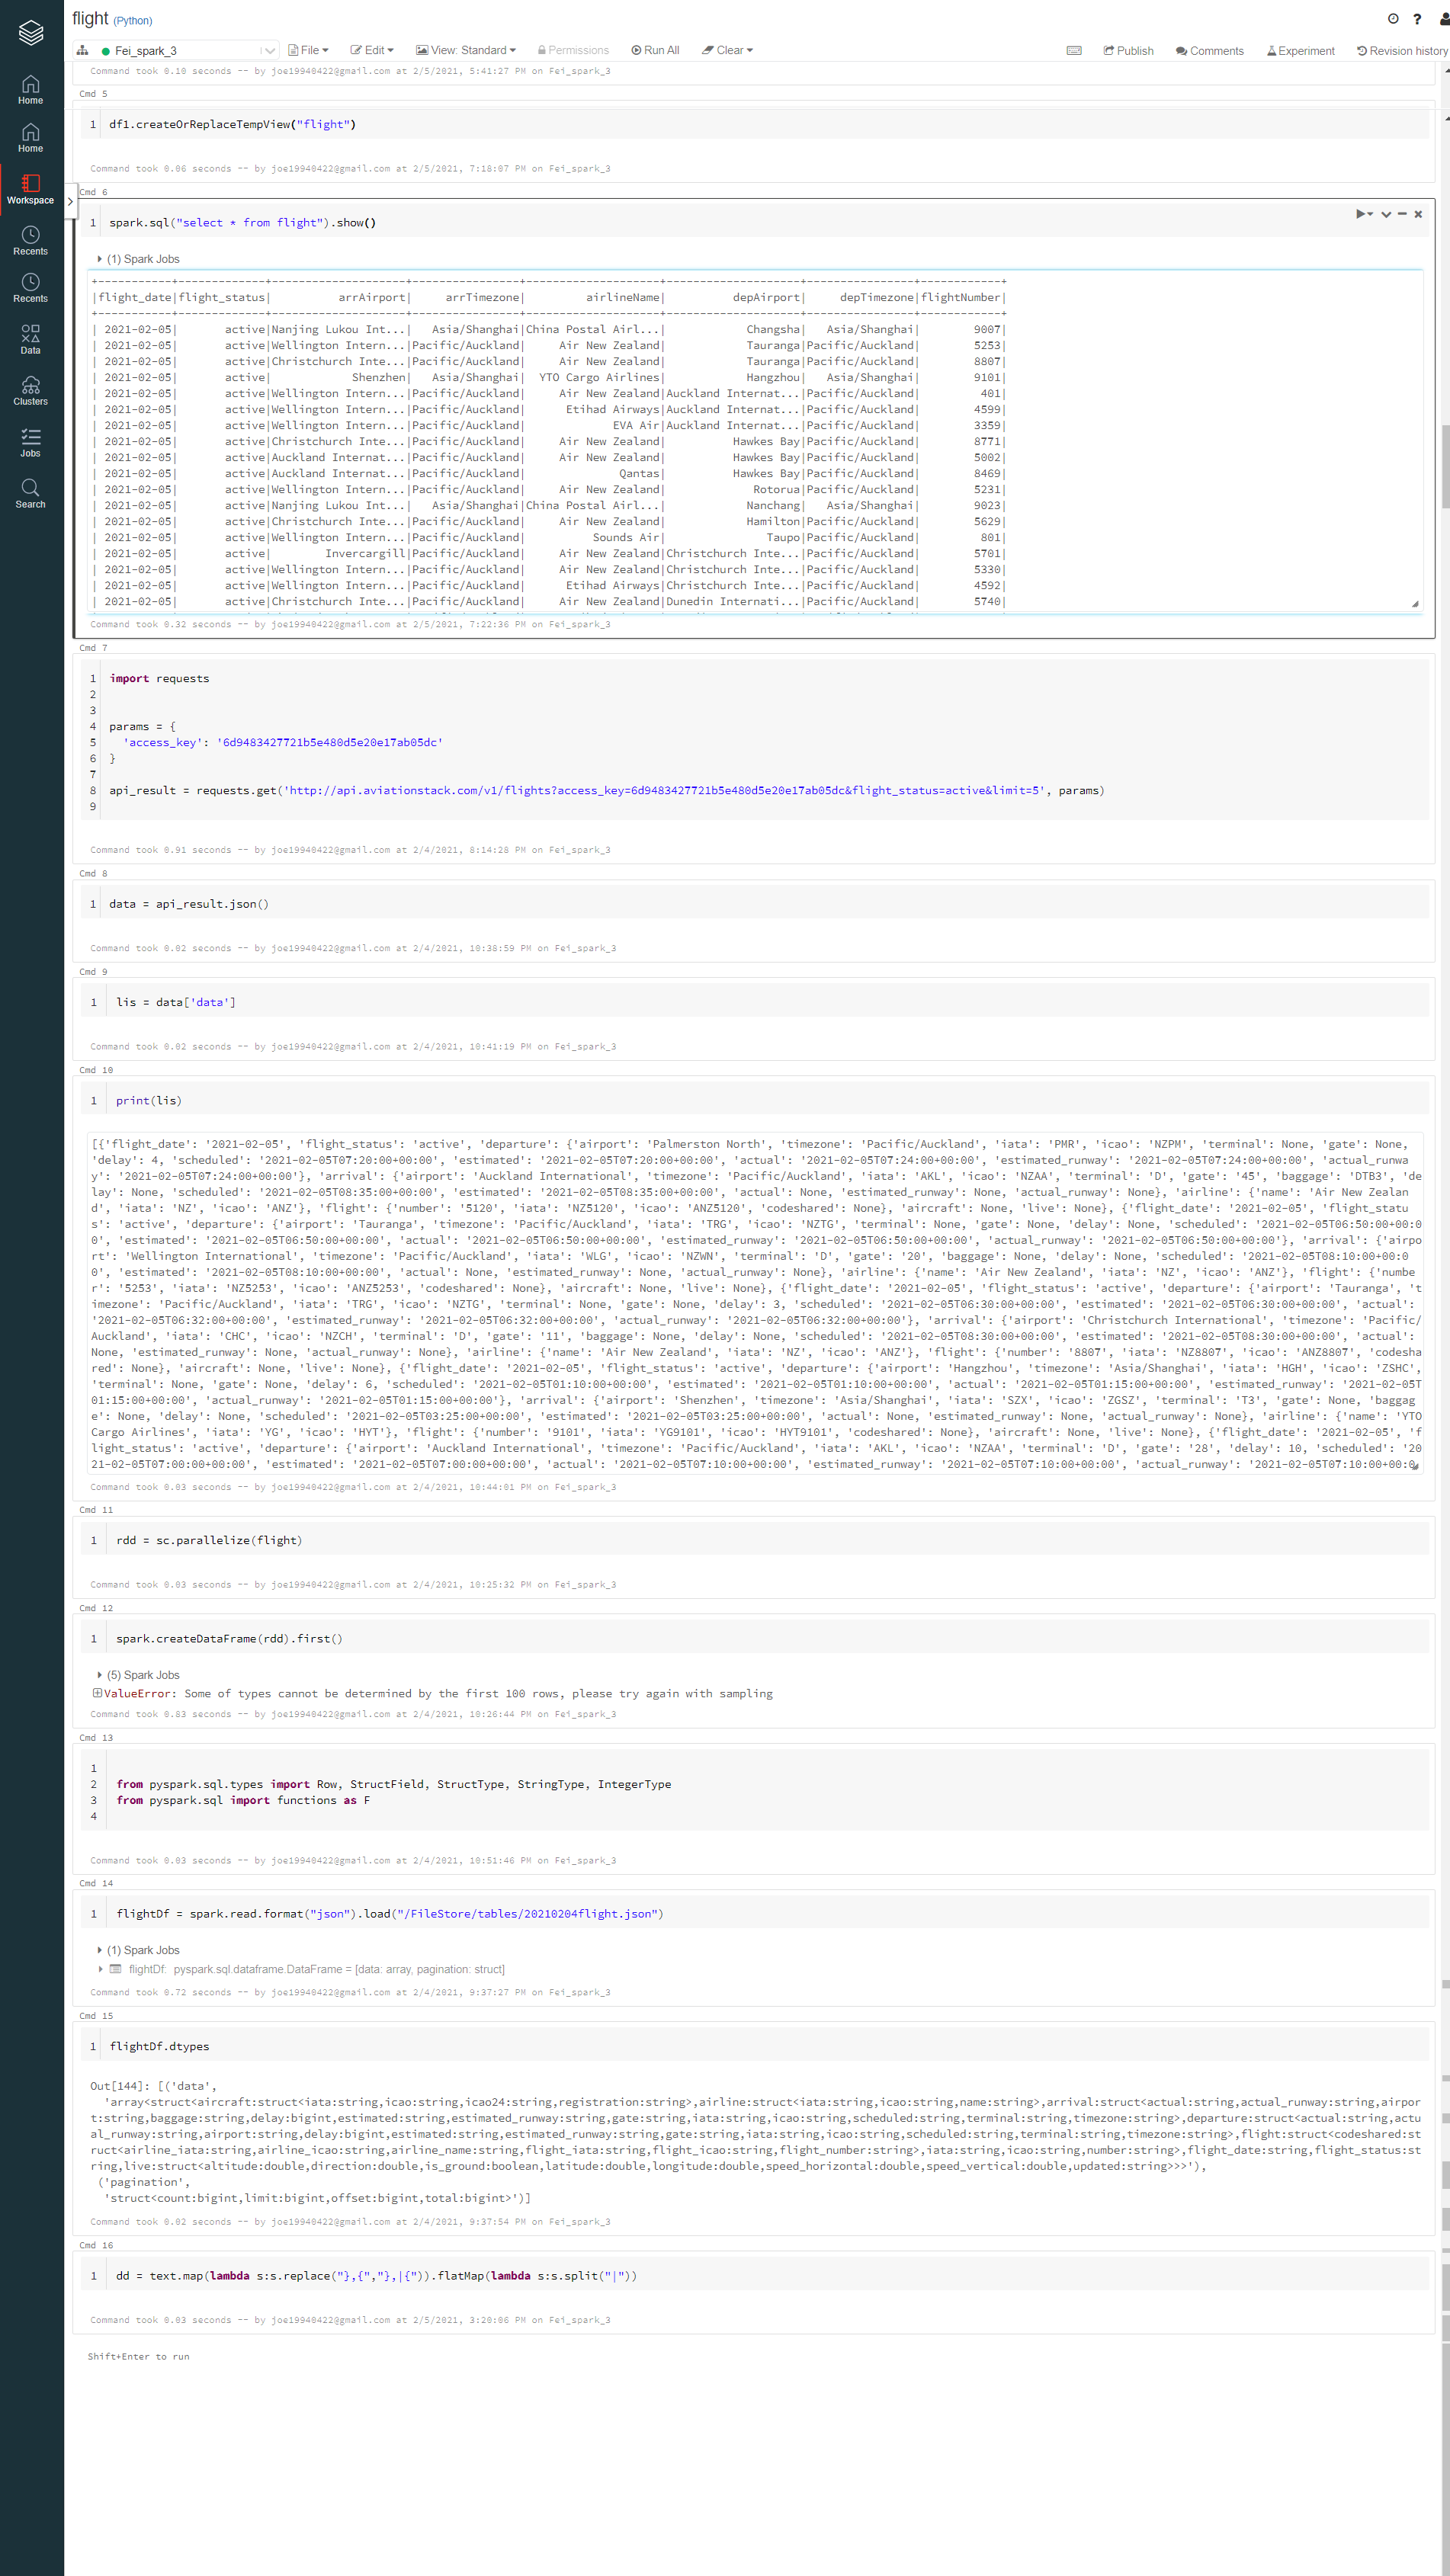 flight (Python)
Fei_spark_3
File
Edit
View: Standard
Permissions
Run All
Clear
Publish
Comments
Experiment
Revision history
Home
Home
Workspace
Recents
Recents
Data
Clusters
Jobs
Search
Command took 0.10 seconds -- by joe19940422@gmail.com at 2/5/2021, 5:41:27 PM on Fei_spark_3
Cmd 5
1 df1.createOrReplaceTempView("flight")
Command took 0.06 seconds -- by joe19940422@gmail.com at 2/5/2021, 7:18:07 PM on Fei_spark_3
Cmd 6
1 spark.sql("select * from flight").show()
(1) Spark Jobs
+-----------+-------------+--------------------+----------------+--------------------+--------------------+----------------+------------+
|flight_date|flight_status|          arrAirport|     arrTimezone|         airlineName|          depAirport|     depTimezone|flightNumber|
+-----------+-------------+--------------------+----------------+--------------------+--------------------+----------------+------------+
| 2021-02-05|       active|Nanjing Lukou Int...|   Asia/Shanghai|China Postal Airl...|            Changsha|   Asia/Shanghai|        9007|
| 2021-02-05|       active|Wellington Intern...|Pacific/Auckland|     Air New Zealand|            Tauranga|Pacific/Auckland|        5253|
| 2021-02-05|       active|Christchurch Inte...|Pacific/Auckland|     Air New Zealand|            Tauranga|Pacific/Auckland|        8807|
| 2021-02-05|       active|            Shenzhen|   Asia/Shanghai|  YTO Cargo Airlines|            Hangzhou|   Asia/Shanghai|        9101|
| 2021-02-05|       active|Wellington Intern...|Pacific/Auckland|     Air New Zealand|Auckland Internat...|Pacific/Auckland|         401|
| 2021-02-05|       active|Wellington Intern...|Pacific/Auckland|      Etihad Airways|Auckland Internat...|Pacific/Auckland|        4599|
| 2021-02-05|       active|Wellington Intern...|Pacific/Auckland|             EVA Air|Auckland Internat...|Pacific/Auckland|        3359|
| 2021-02-05|       active|Christchurch Inte...|Pacific/Auckland|     Air New Zealand|          Hawkes Bay|Pacific/Auckland|        8771|
| 2021-02-05|       active|Auckland Internat...|Pacific/Auckland|     Air New Zealand|          Hawkes Bay|Pacific/Auckland|        5002|
| 2021-02-05|       active|Auckland Internat...|Pacific/Auckland|              Qantas|          Hawkes Bay|Pacific/Auckland|        8469|
| 2021-02-05|       active|Wellington Intern...|Pacific/Auckland|     Air New Zealand|             Rotorua|Pacific/Auckland|        5231|
| 2021-02-05|       active|Nanjing Lukou Int...|   Asia/Shanghai|China Postal Airl...|            Nanchang|   Asia/Shanghai|        9023|
| 2021-02-05|       active|Christchurch Inte...|Pacific/Auckland|     Air New Zealand|            Hamilton|Pacific/Auckland|        5629|
| 2021-02-05|       active|Wellington Intern...|Pacific/Auckland|          Sounds Air|               Taupo|Pacific/Auckland|         801|
| 2021-02-05|       active|        Invercargill|Pacific/Auckland|     Air New Zealand|Christchurch Inte...|Pacific/Auckland|        5701|
| 2021-02-05|       active|Wellington Intern...|Pacific/Auckland|     Air New Zealand|Christchurch Inte...|Pacific/Auckland|        5330|
| 2021-02-05|       active|Wellington Intern...|Pacific/Auckland|      Etihad Airways|Christchurch Inte...|Pacific/Auckland|        4592|
| 2021-02-05|       active|Christchurch Inte...|Pacific/Auckland|     Air New Zealand|Dunedin Internati...|Pacific/Auckland|        5740|
Command took 0.32 seconds -- by joe19940422@gmail.com at 2/5/2021, 7:22:36 PM on Fei_spark_3
Cmd 7
1 import requests
2
3
4 params = {
5   'access_key': '6d9483427721b5e480d5e20e17ab05dc'
6 }
7
8 api_result = requests.get('http://api.aviationstack.com/v1/flights?access_key=6d9483427721b5e480d5e20e17ab05dc&flight_status=active&limit=5', params)
9
Command took 0.91 seconds -- by joe19940422@gmail.com at 2/4/2021, 8:14:28 PM on Fei_spark_3
Cmd 8
1 data = api_result.json()
Command took 0.02 seconds -- by joe19940422@gmail.com at 2/4/2021, 10:38:59 PM on Fei_spark_3
Cmd 9
1 lis = data['data']
Command took 0.02 seconds -- by joe19940422@gmail.com at 2/4/2021, 10:41:19 PM on Fei_spark_3
Cmd 10
1 print(lis)
[{'flight_date': '2021-02-05', 'flight_status': 'active', 'departure': {'airport': 'Palmerston North', 'timezone': 'Pacific/Auckland', 'iata': 'PMR', 'icao': 'NZPM', 'terminal': None, 'gate': None,
'delay': 4, 'scheduled': '2021-02-05T07:20:00+00:00', 'estimated': '2021-02-05T07:20:00+00:00', 'actual': '2021-02-05T07:24:00+00:00', 'estimated_runway': '2021-02-05T07:24:00+00:00', 'actual_runwa
y': '2021-02-05T07:24:00+00:00'}, 'arrival': {'airport': 'Auckland International', 'timezone': 'Pacific/Auckland', 'iata': 'AKL', 'icao': 'NZAA', 'terminal': 'D', 'gate': '45', 'baggage': 'DTB3', 'de
lay': None, 'scheduled': '2021-02-05T08:35:00+00:00', 'estimated': '2021-02-05T08:35:00+00:00', 'actual': None, 'estimated_runway': None, 'actual_runway': None}, 'airline': {'name': 'Air New Zealan
d', 'iata': 'NZ', 'icao': 'ANZ'}, 'flight': {'number': '5120', 'iata': 'NZ5120', 'icao': 'ANZ5120', 'codeshared': None}, 'aircraft': None, 'live': None}, {'flight_date': '2021-02-05', 'flight_statu
s': 'active', 'departure': {'airport': 'Tauranga', 'timezone': 'Pacific/Auckland', 'iata': 'TRG', 'icao': 'NZTG', 'terminal': None, 'gate': None, 'delay': None, 'scheduled': '2021-02-05T06:50:00+00:0
0', 'estimated': '2021-02-05T06:50:00+00:00', 'actual': '2021-02-05T06:50:00+00:00', 'estimated_runway': '2021-02-05T06:50:00+00:00', 'actual_runway': '2021-02-05T06:50:00+00:00'}, 'arrival': {'airpo
rt': 'Wellington International', 'timezone': 'Pacific/Auckland', 'iata': 'WLG', 'icao': 'NZWN', 'terminal': 'D', 'gate': '20', 'baggage': None, 'delay': None, 'scheduled': '2021-02-05T08:10:00+00:0
0', 'estimated': '2021-02-05T08:10:00+00:00', 'actual': None, 'estimated_runway': None, 'actual_runway': None}, 'airline': {'name': 'Air New Zealand', 'iata': 'NZ', 'icao': 'ANZ'}, 'flight': {'numbe
r': '5253', 'iata': 'NZ5253', 'icao': 'ANZ5253', 'codeshared': None}, 'aircraft': None, 'live': None}, {'flight_date': '2021-02-05', 'flight_status': 'active', 'departure': {'airport': 'Tauranga', 't
imezone': 'Pacific/Auckland', 'iata': 'TRG', 'icao': 'NZTG', 'terminal': None, 'gate': None, 'delay': 3, 'scheduled': '2021-02-05T06:30:00+00:00', 'estimated': '2021-02-05T06:30:00+00:00', 'actual':
'2021-02-05T06:32:00+00:00', 'estimated_runway': '2021-02-05T06:32:00+00:00', 'actual_runway': '2021-02-05T06:32:00+00:00'}, 'arrival': {'airport': 'Christchurch International', 'timezone': 'Pacific/
Auckland', 'iata': 'CHC', 'icao': 'NZCH', 'terminal': 'D', 'gate': '11', 'baggage': None, 'delay': None, 'scheduled': '2021-02-05T08:30:00+00:00', 'estimated': '2021-02-05T08:30:00+00:00', 'actual':
None, 'estimated_runway': None, 'actual_runway': None}, 'airline': {'name': 'Air New Zealand', 'iata': 'NZ', 'icao': 'ANZ'}, 'flight': {'number': '8807', 'iata': 'NZ8807', 'icao': 'ANZ8807', 'codesha
red': None}, 'aircraft': None, 'live': None}, {'flight_date': '2021-02-05', 'flight_status': 'active', 'departure': {'airport': 'Hangzhou', 'timezone': 'Asia/Shanghai', 'iata': 'HGH', 'icao': 'ZSHC',
'terminal': None, 'gate': None, 'delay': 6, 'scheduled': '2021-02-05T01:10:00+00:00', 'estimated': '2021-02-05T01:10:00+00:00', 'actual': '2021-02-05T01:15:00+00:00', 'estimated_runway': '2021-02-05T
01:15:00+00:00', 'actual_runway': '2021-02-05T01:15:00+00:00'}, 'arrival': {'airport': 'Shenzhen', 'timezone': 'Asia/Shanghai', 'iata': 'SZX', 'icao': 'ZGSZ', 'terminal': 'T3', 'gate': None, 'baggag
e': None, 'delay': None, 'scheduled': '2021-02-05T03:25:00+00:00', 'estimated': '2021-02-05T03:25:00+00:00', 'actual': None, 'estimated_runway': None, 'actual_runway': None}, 'airline': {'name': 'YTO
Cargo Airlines', 'iata': 'YG', 'icao': 'HYT'}, 'flight': {'number': '9101', 'iata': 'YG9101', 'icao': 'HYT9101', 'codeshared': None}, 'aircraft': None, 'live': None}, {'flight_date': '2021-02-05', 'f
light_status': 'active', 'departure': {'airport': 'Auckland International', 'timezone': 'Pacific/Auckland', 'iata': 'AKL', 'icao': 'NZAA', 'terminal': 'D', 'gate': '28', 'delay': 10, 'scheduled': '20
21-02-05T07:00:00+00:00', 'estimated': '2021-02-05T07:00:00+00:00', 'actual': '2021-02-05T07:10:00+00:00', 'estimated_runway': '2021-02-05T07:10:00+00:00', 'actual_runway': '2021-02-05T07:10:00+00:0
Command took 0.03 seconds -- by joe19940422@gmail.com at 2/4/2021, 10:44:01 PM on Fei_spark_3
Cmd 11
1 rdd = sc.parallelize(flight)
Command took 0.03 seconds -- by joe19940422@gmail.com at 2/4/2021, 10:25:32 PM on Fei_spark_3
Cmd 12
1 spark.createDataFrame(rdd).first()
(5) Spark Jobs
ValueError: Some of types cannot be determined by the first 100 rows, please try again with sampling
Command took 0.83 seconds -- by joe19940422@gmail.com at 2/4/2021, 10:26:44 PM on Fei_spark_3
Cmd 13
1
2 from pyspark.sql.types import Row, StructField, StructType, StringType, IntegerType
3 from pyspark.sql import functions as F
4
Command took 0.03 seconds -- by joe19940422@gmail.com at 2/4/2021, 10:51:46 PM on Fei_spark_3
Cmd 14
1 flightDf = spark.read.format("json").load("/FileStore/tables/20210204flight.json")
(1) Spark Jobs
flightDf: pyspark.sql.dataframe.DataFrame = [data: array, pagination: struct]
Command took 0.72 seconds -- by joe19940422@gmail.com at 2/4/2021, 9:37:27 PM on Fei_spark_3
Cmd 15
1 flightDf.dtypes
Out[144]: [('data',
'array<struct<aircraft:struct<iata:string,icao:string,icao24:string,registration:string>,airline:struct<iata:string,icao:string,name:string>,arrival:struct<actual:string,actual_runway:string,airpor
t:string,baggage:string,delay:bigint,estimated:string,estimated_runway:string,gate:string,iata:string,icao:string,scheduled:string,terminal:string,timezone:string>,departure:struct<actual:string,actu
al_runway:string,airport:string,delay:bigint,estimated:string,estimated_runway:string,gate:string,iata:string,icao:string,scheduled:string,terminal:string,timezone:string>,flight:struct<codeshared:st
ruct<airline_iata:string,airline_icao:string,airline_name:string,flight_iata:string,flight_icao:string,flight_number:string>,iata:string,icao:string,number:string>,flight_date:string,flight_status:st
ring,live:struct<altitude:double,direction:double,is_ground:boolean,latitude:double,longitude:double,speed_horizontal:double,speed_vertical:double,updated:string>>>'),
('pagination',
'struct<count:bigint,limit:bigint,offset:bigint,total:bigint>')]
Command took 0.02 seconds -- by joe19940422@gmail.com at 2/4/2021, 9:37:54 PM on Fei_spark_3
Cmd 16
1 dd = text.map(lambda s:s.replace("},{","},|{")).flatMap(lambda s:s.split("|"))
Command took 0.03 seconds -- by joe19940422@gmail.com at 2/5/2021, 3:20:06 PM on Fei_spark_3
Shift+Enter to run